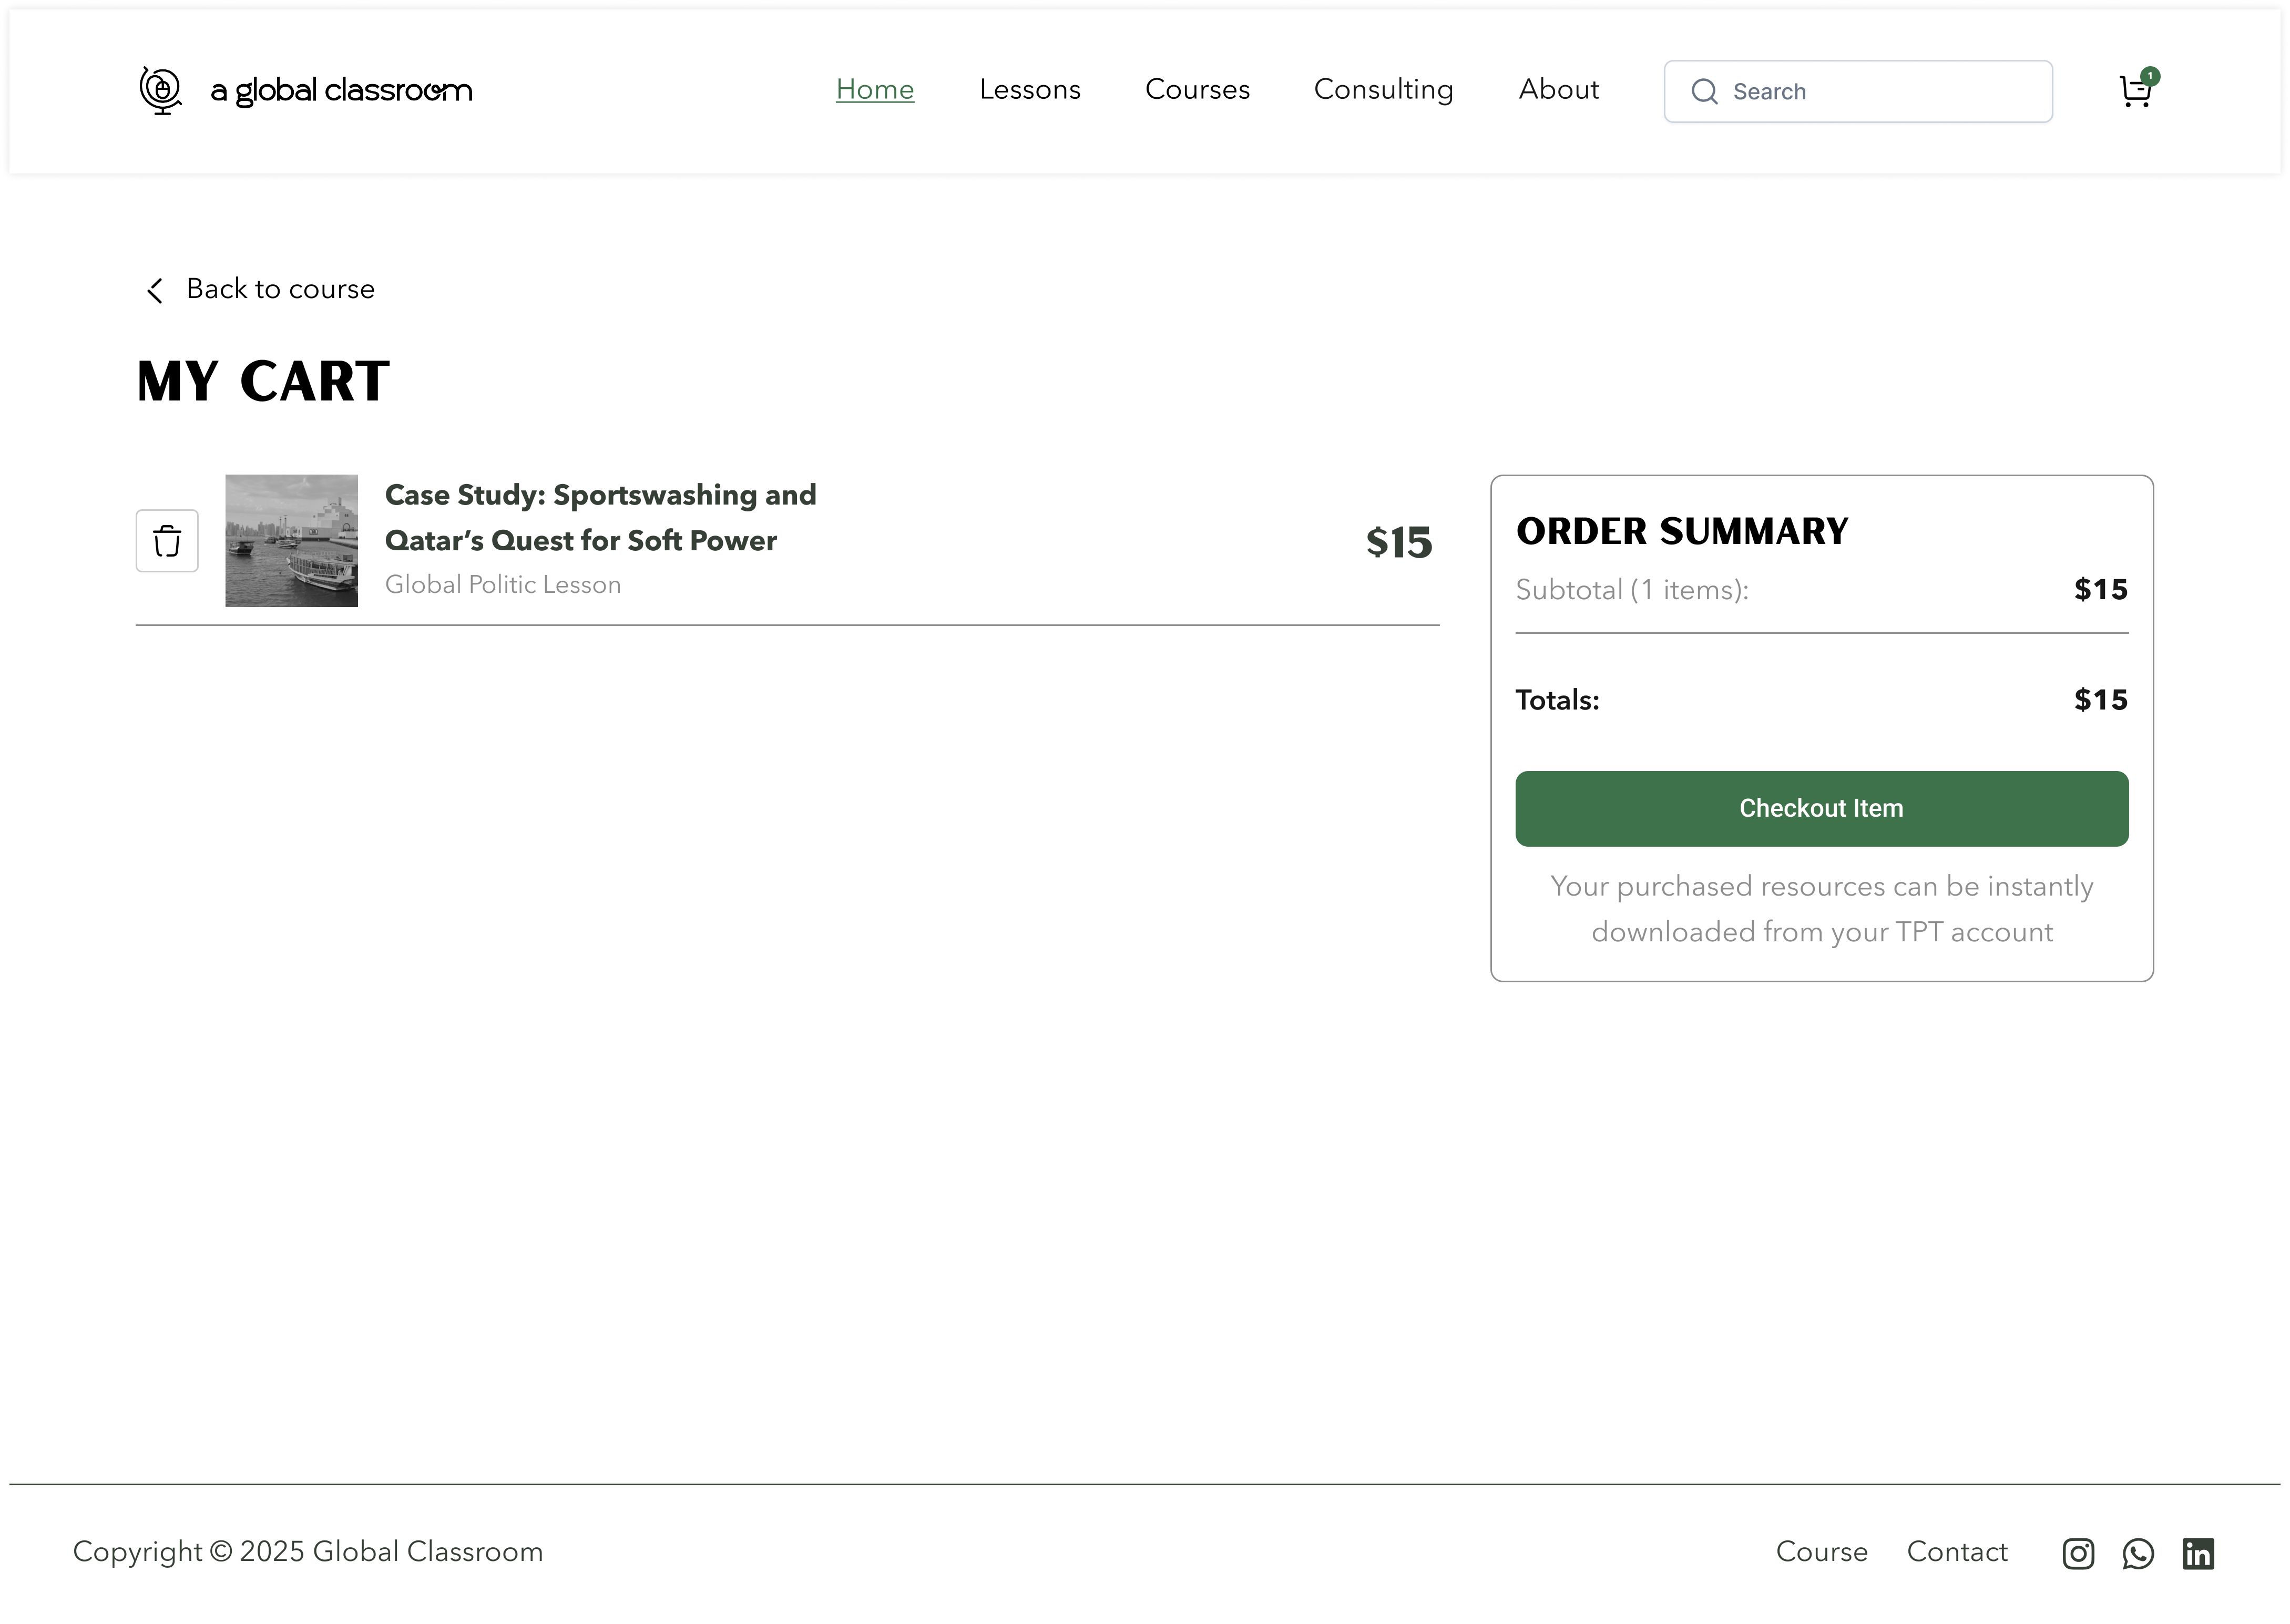 a global classroom
Home
Lessons
Courses
Consulting
About
Search
1
Back to course
MY CART
Case Study: Sportswashing and
Qatar’s Quest for Soft Power
Global Politic Lesson
$15
ORDER SUMMARY
Subtotal (1 items):
$15
Totals:
$15
Checkout Item
Your purchased resources can be instantly
downloaded from your TPT account
Copyright © 2025 Global Classroom
Course
Contact
in